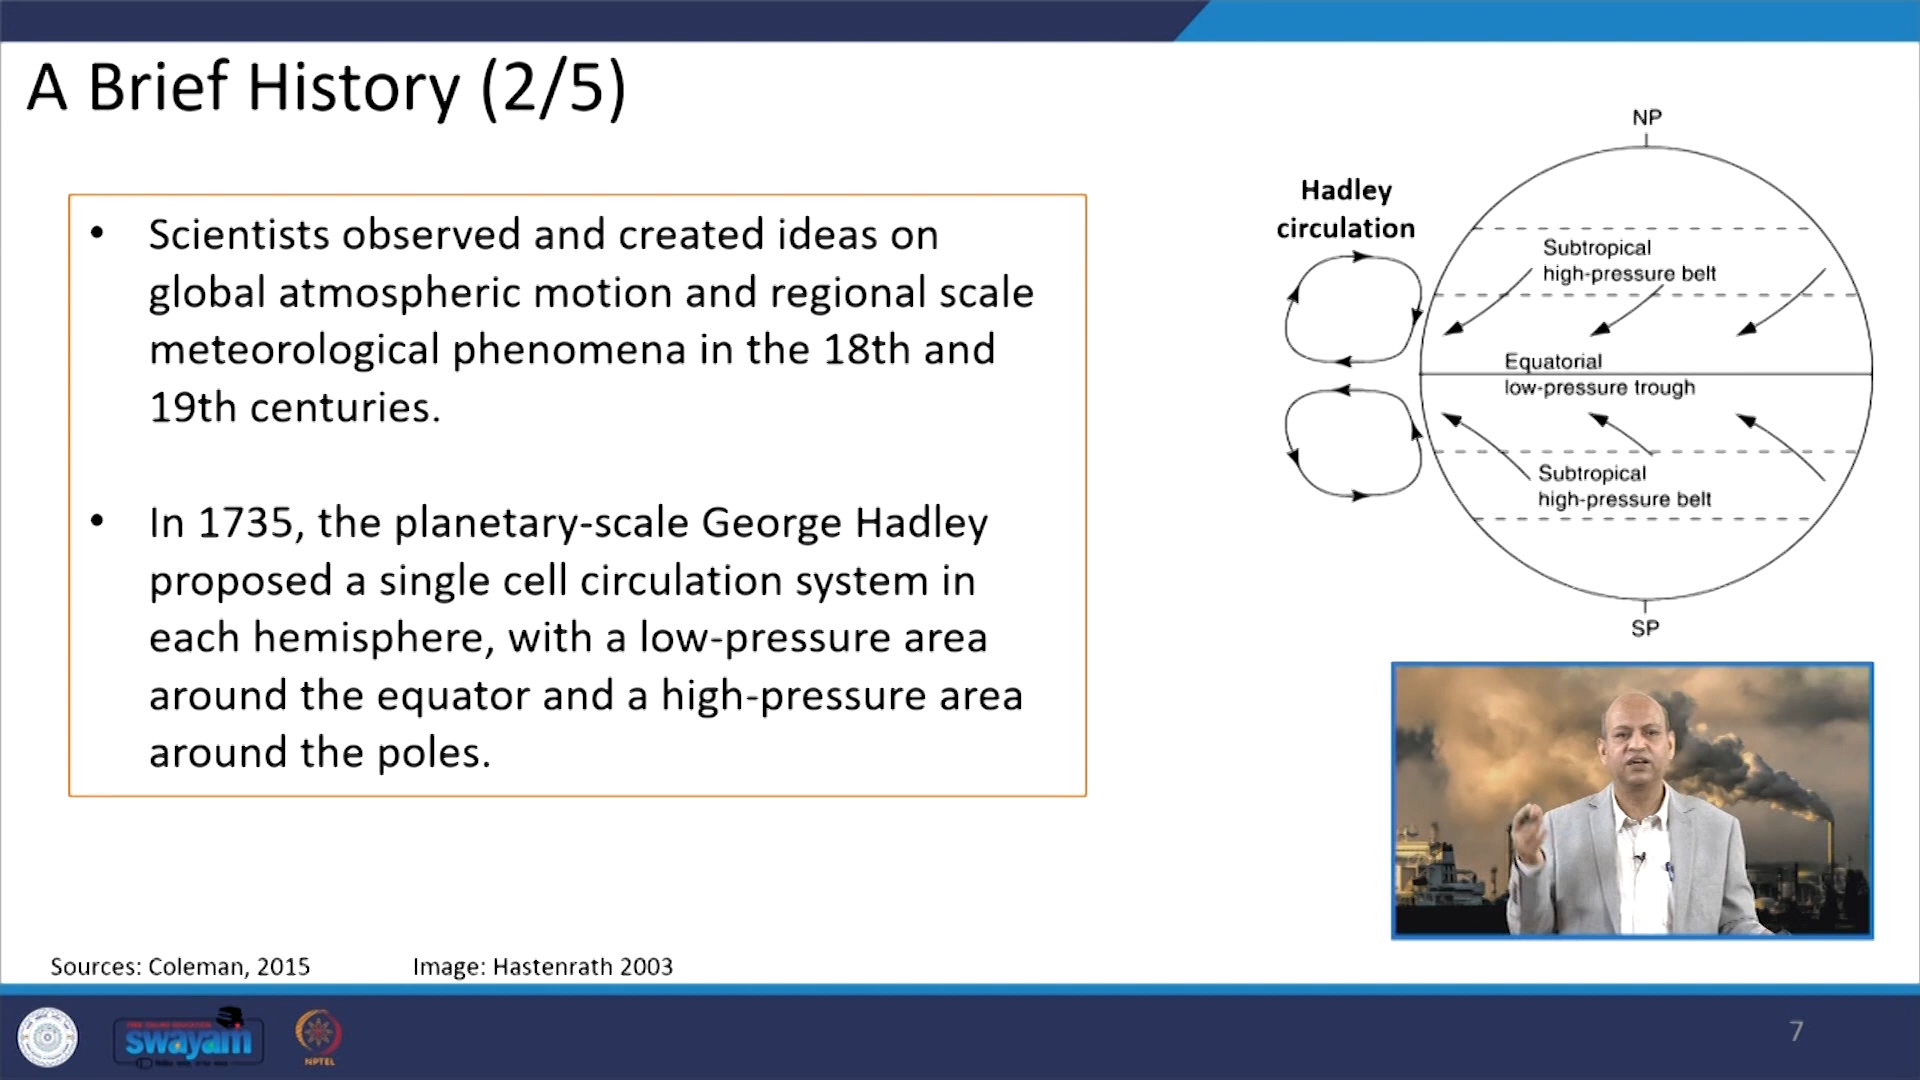 A Brief History (2/5)
• Scientists observed and created ideas on
global atmospheric motion and regional scale
meteorological phenomena in the 18th and
19th centuries.
• In 1735, the planetary-scale George Hadley
proposed a single cell circulation system in
each hemisphere, with a low-pressure area
around the equator and a high-pressure area
around the poles.
Hadley
circulation
NP
Subtropical
high-pressure belt
Equatorial
low-pressure trough
Subtropical
high-pressure belt
SP
Sources: Coleman, 2015
Image: Hastenrath 2003
swayam
NPTEL
7